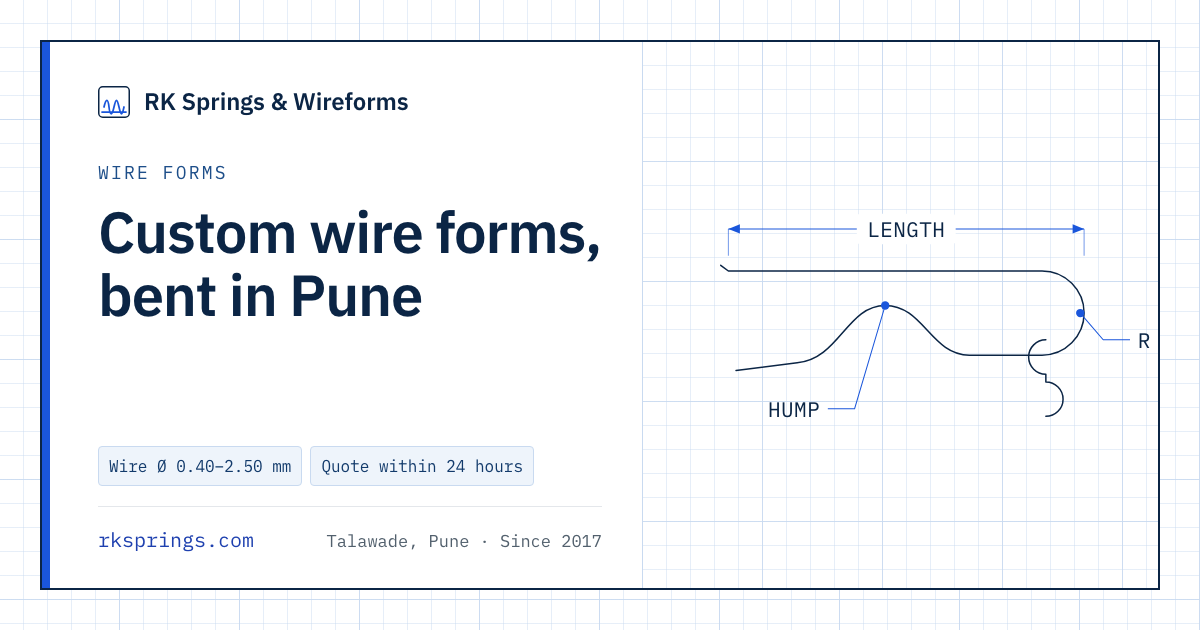 RK Springs & Wireforms
WIRE FORMS
Custom wire forms,
bent in Pune
Wire Ø 0.40–2.50 mm
Quote within 24 hours
rksprings.com
Talawade, Pune · Since 2017
LENGTH
R
HUMP